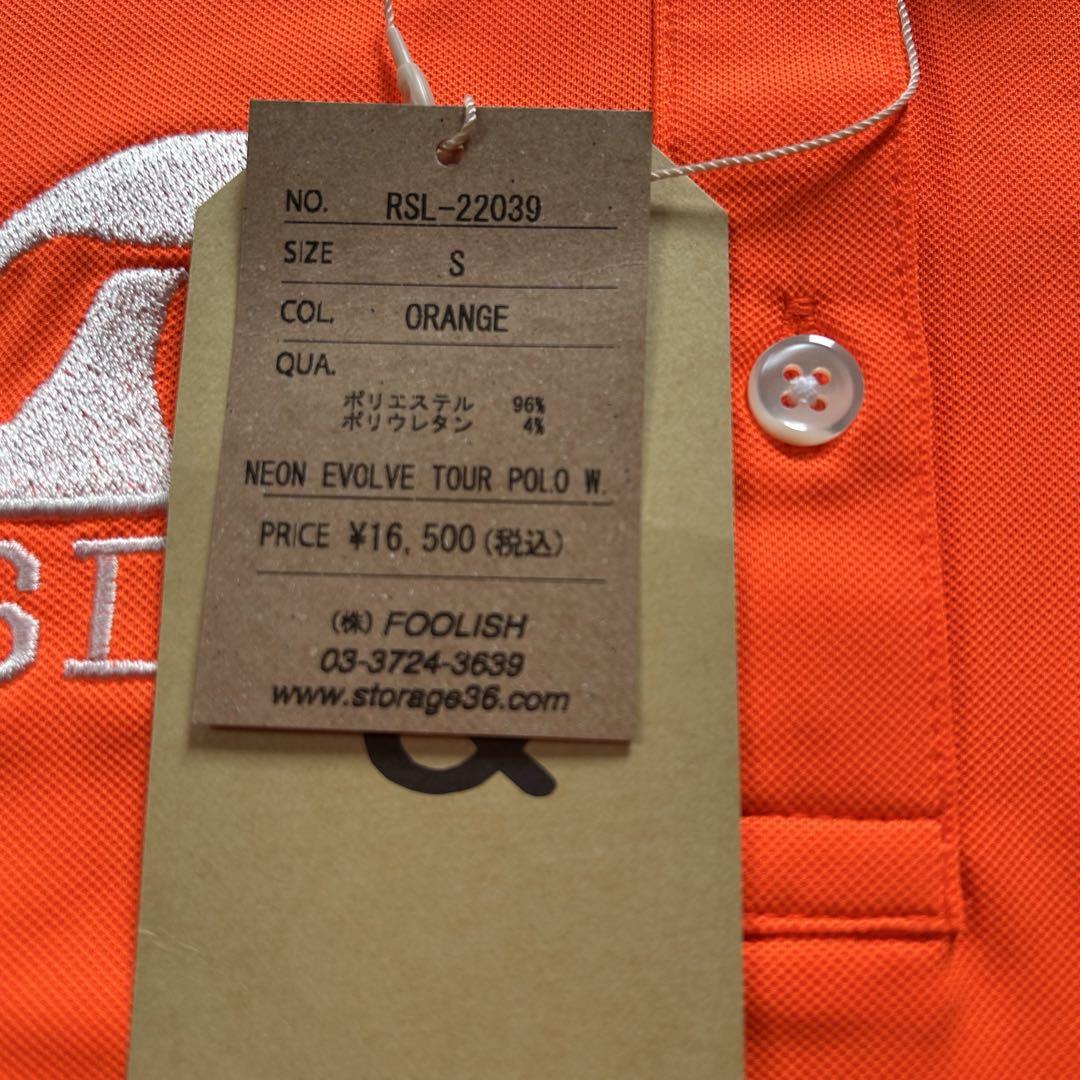 NO. RSL-22039
SIZE S
COL. ORANGE
QUA.
ポリエステル 96%
ポリウレタン 4%
NEON EVOLVE TOUR POLO W.
PRICE ¥16,500(税込)
(株) FOOLISH
03-3724-3639
www.storage36.com